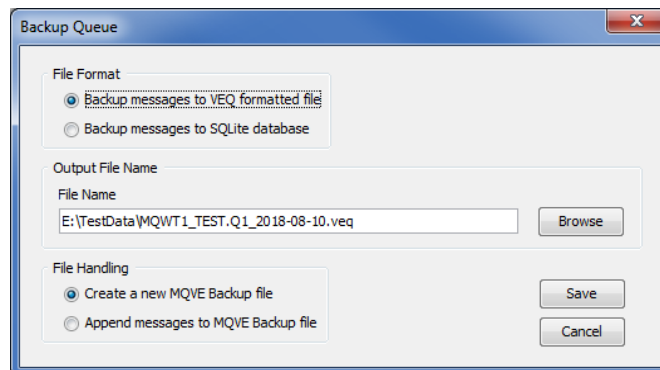 Backup Queue
File Format
Backup messages to VEQ formatted file
Backup messages to SQLite database
Output File Name
File Name
E:\TestData\MQWT1_TEST.Q1_2018-08-10.veq
Browse
File Handling
Create a new MQVE Backup file
Save
Append messages to MQVE Backup file
Cancel